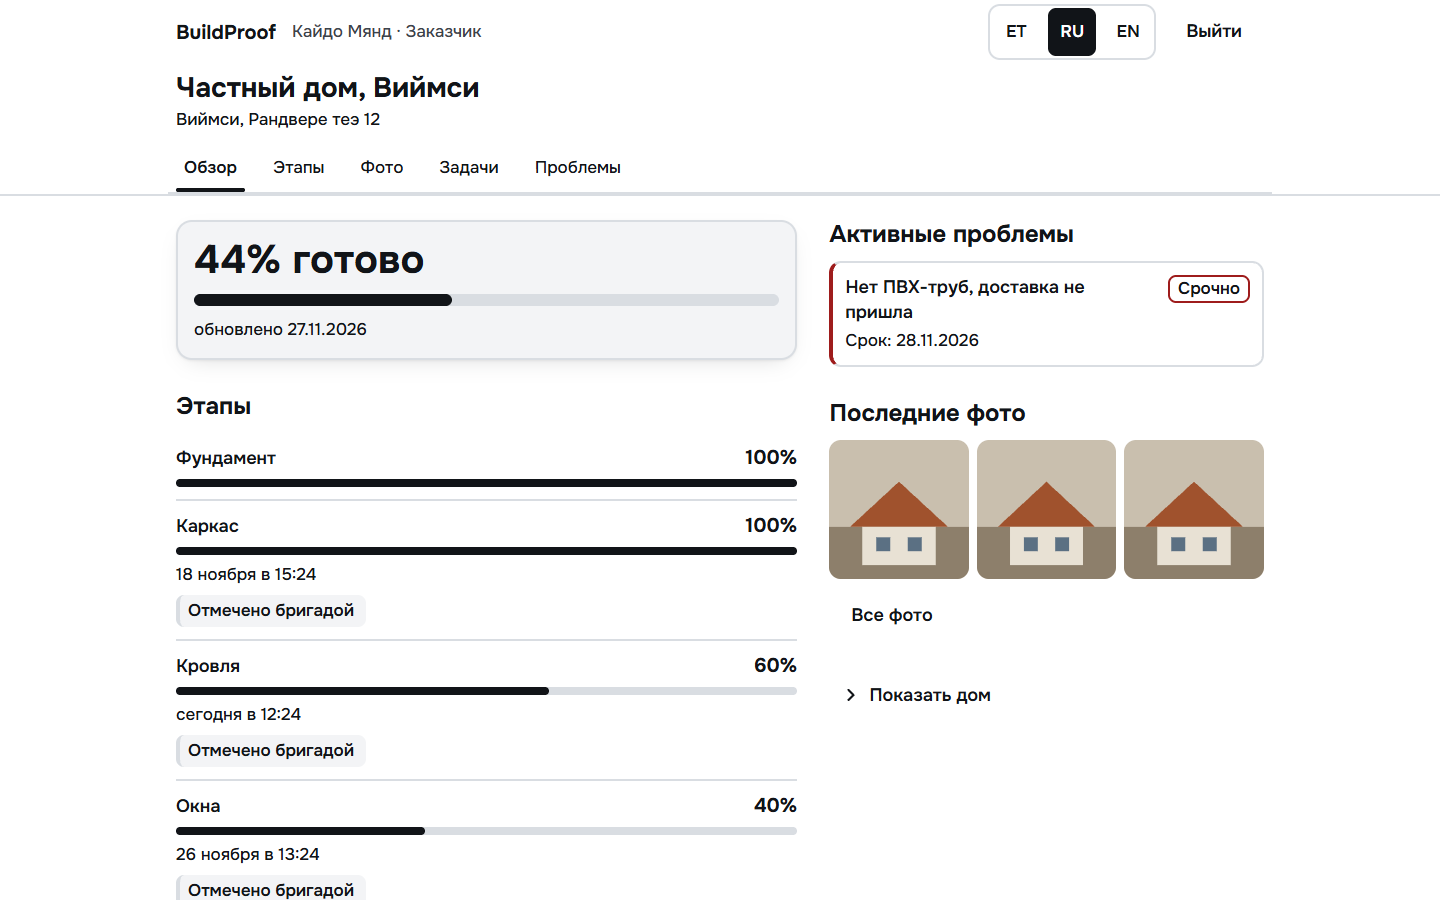 BuildProof Кайдо Мянд · Заказчик ET RU EN Выйти
Частный дом, Виймси
Виймси, Рандвере теэ 12
Обзор Этапы Фото Задачи Проблемы
44% готово
обновлено 27.11.2026
Этапы
Фундамент 100%
Каркас 100%
18 ноября в 15:24
Отмечено бригадой
Кровля 60%
сегодня в 12:24
Отмечено бригадой
Окна 40%
26 ноября в 13:24
Отмечено бригадой
Активные проблемы
Нет ПВХ-труб, доставка не
пришла
Срочно
Срок: 28.11.2026
Последние фото
Все фото
Показать дом